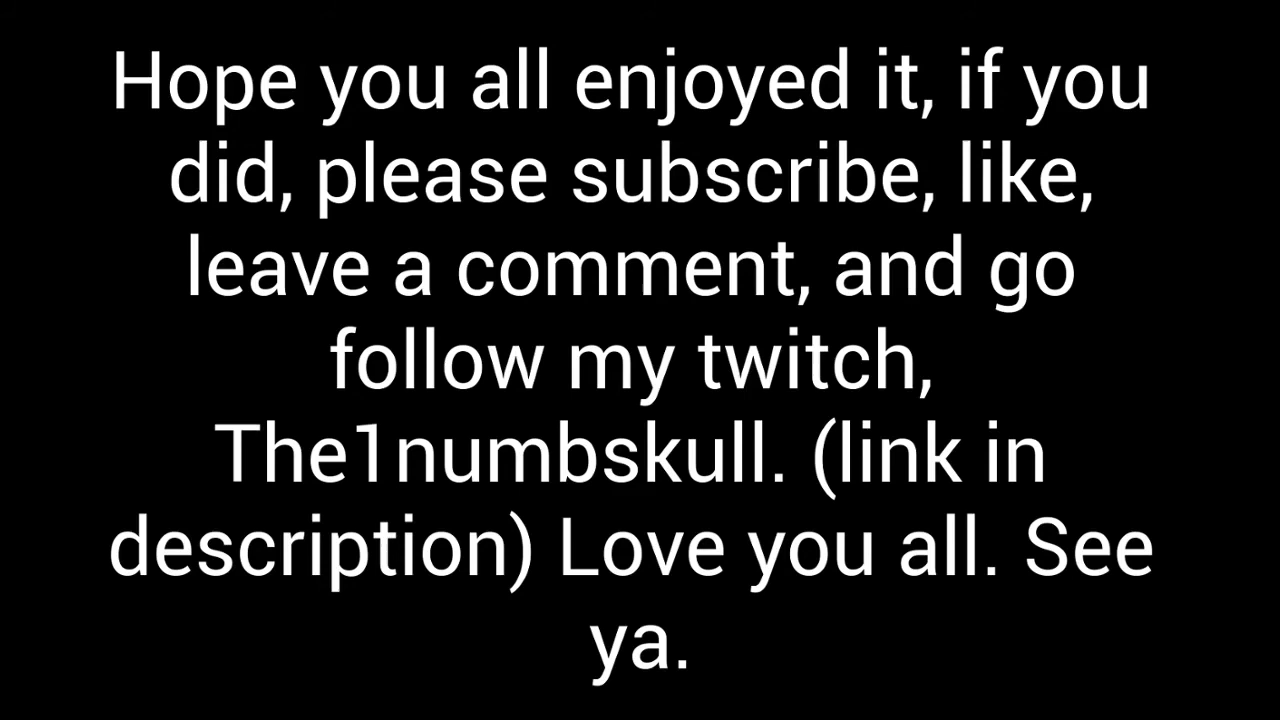 Hope you all enjoyed it, if you
did, please subscribe, like,
leave a comment, and go
follow my twitch,
The1numbskull. (link in
description) Love you all. See
ya.